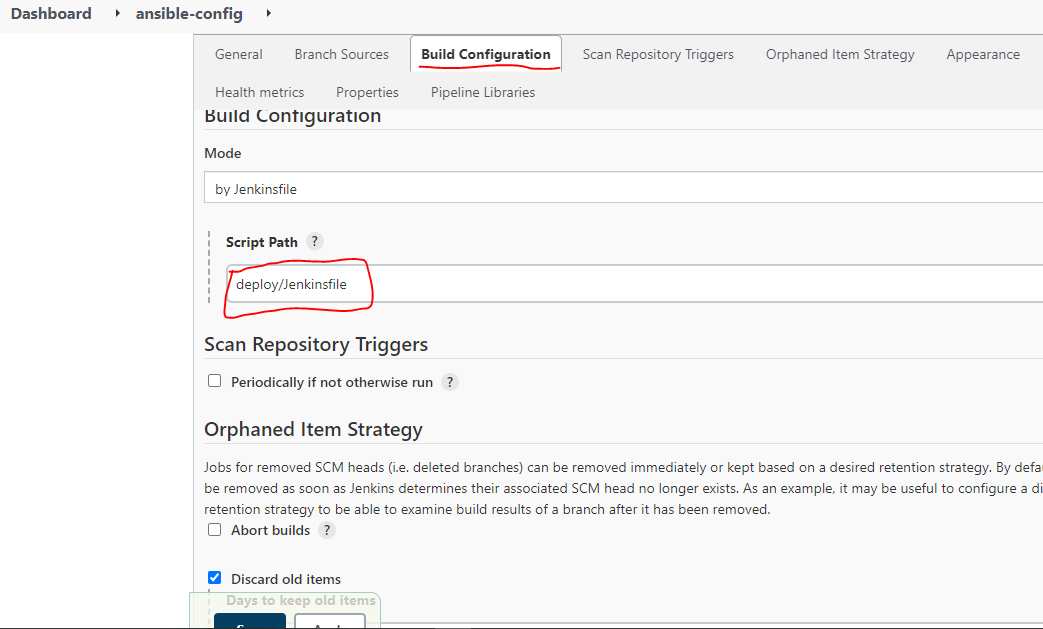 Dashboard ansible-config
General Branch Sources Build Configuration Scan Repository Triggers Orphaned Item Strategy Appearance
Health metrics Properties Pipeline Libraries
Build Configuration
Mode
by Jenkinsfile
Script Path ?
deploy/Jenkinsfile
Scan Repository Triggers
Periodically if not otherwise run ?
Orphaned Item Strategy
Jobs for removed SCM heads (i.e. deleted branches) can be removed immediately or kept based on a desired retention strategy. By defau
be removed as soon as Jenkins determines their associated SCM head no longer exists. As an example, it may be useful to configure a di
retention strategy to be able to examine build results of a branch after it has been removed.
Abort builds ?
Discard old items
Days to keep old items